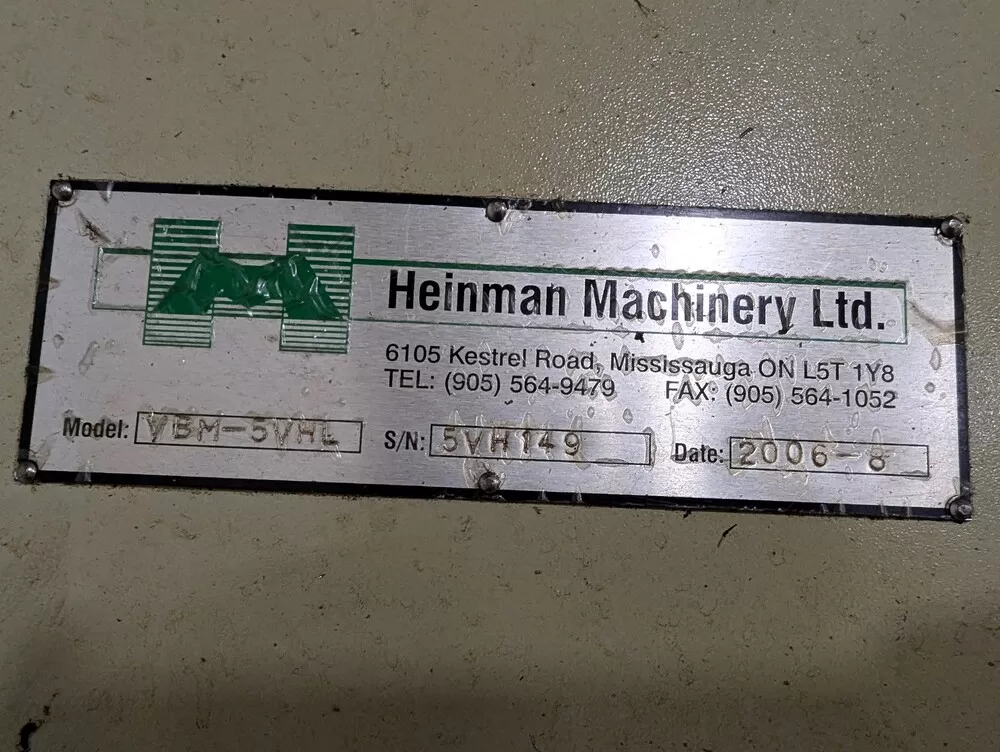 Heinman Machinery Ltd.
6105 Kestrel Road, Mississauga ON L5T 1Y8
TEL: (905) 564-9479 FAX: (905) 564-1052
Model: VBM-5VHL S/N: 5VH149 Date: 2006-8